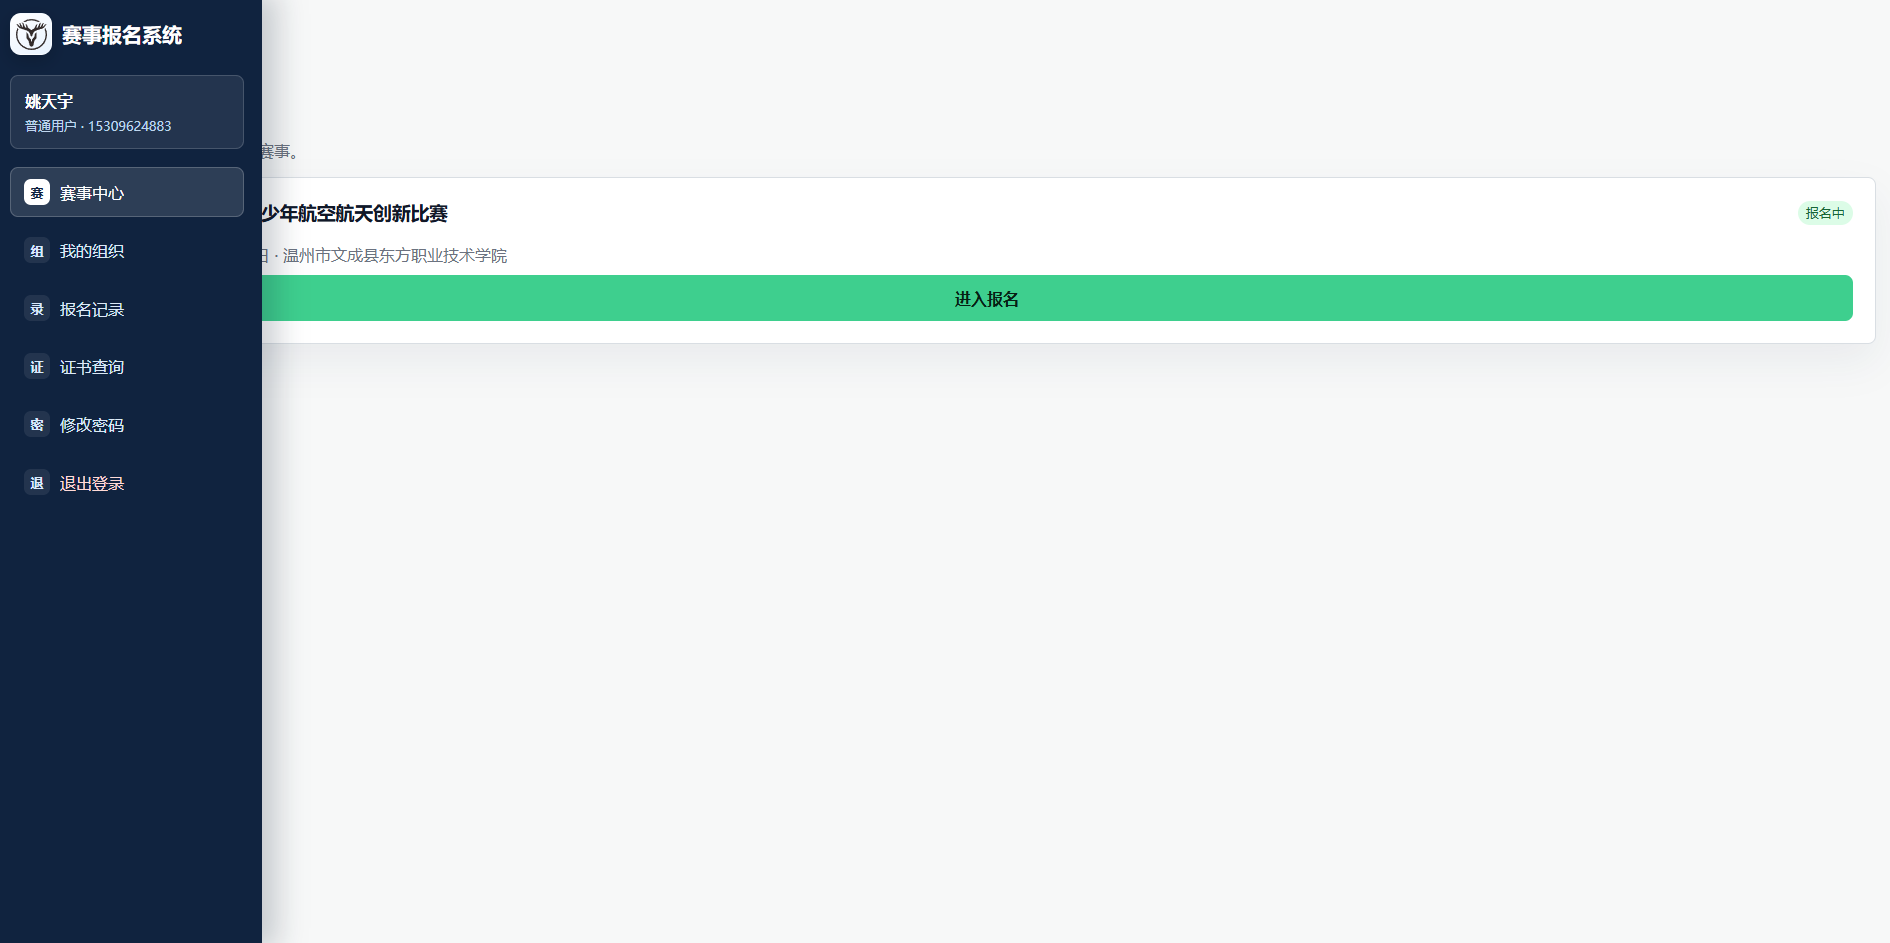 赛事报名系统
姚天宇
普通用户 · 15309624883
赛 赛事中心
组 我的组织
录 报名记录
证 证书查询
密 修改密码
退 退出登录
赛事。
少年航空航天创新比赛
报名中
日 · 温州市文成县东方职业技术学院
进入报名